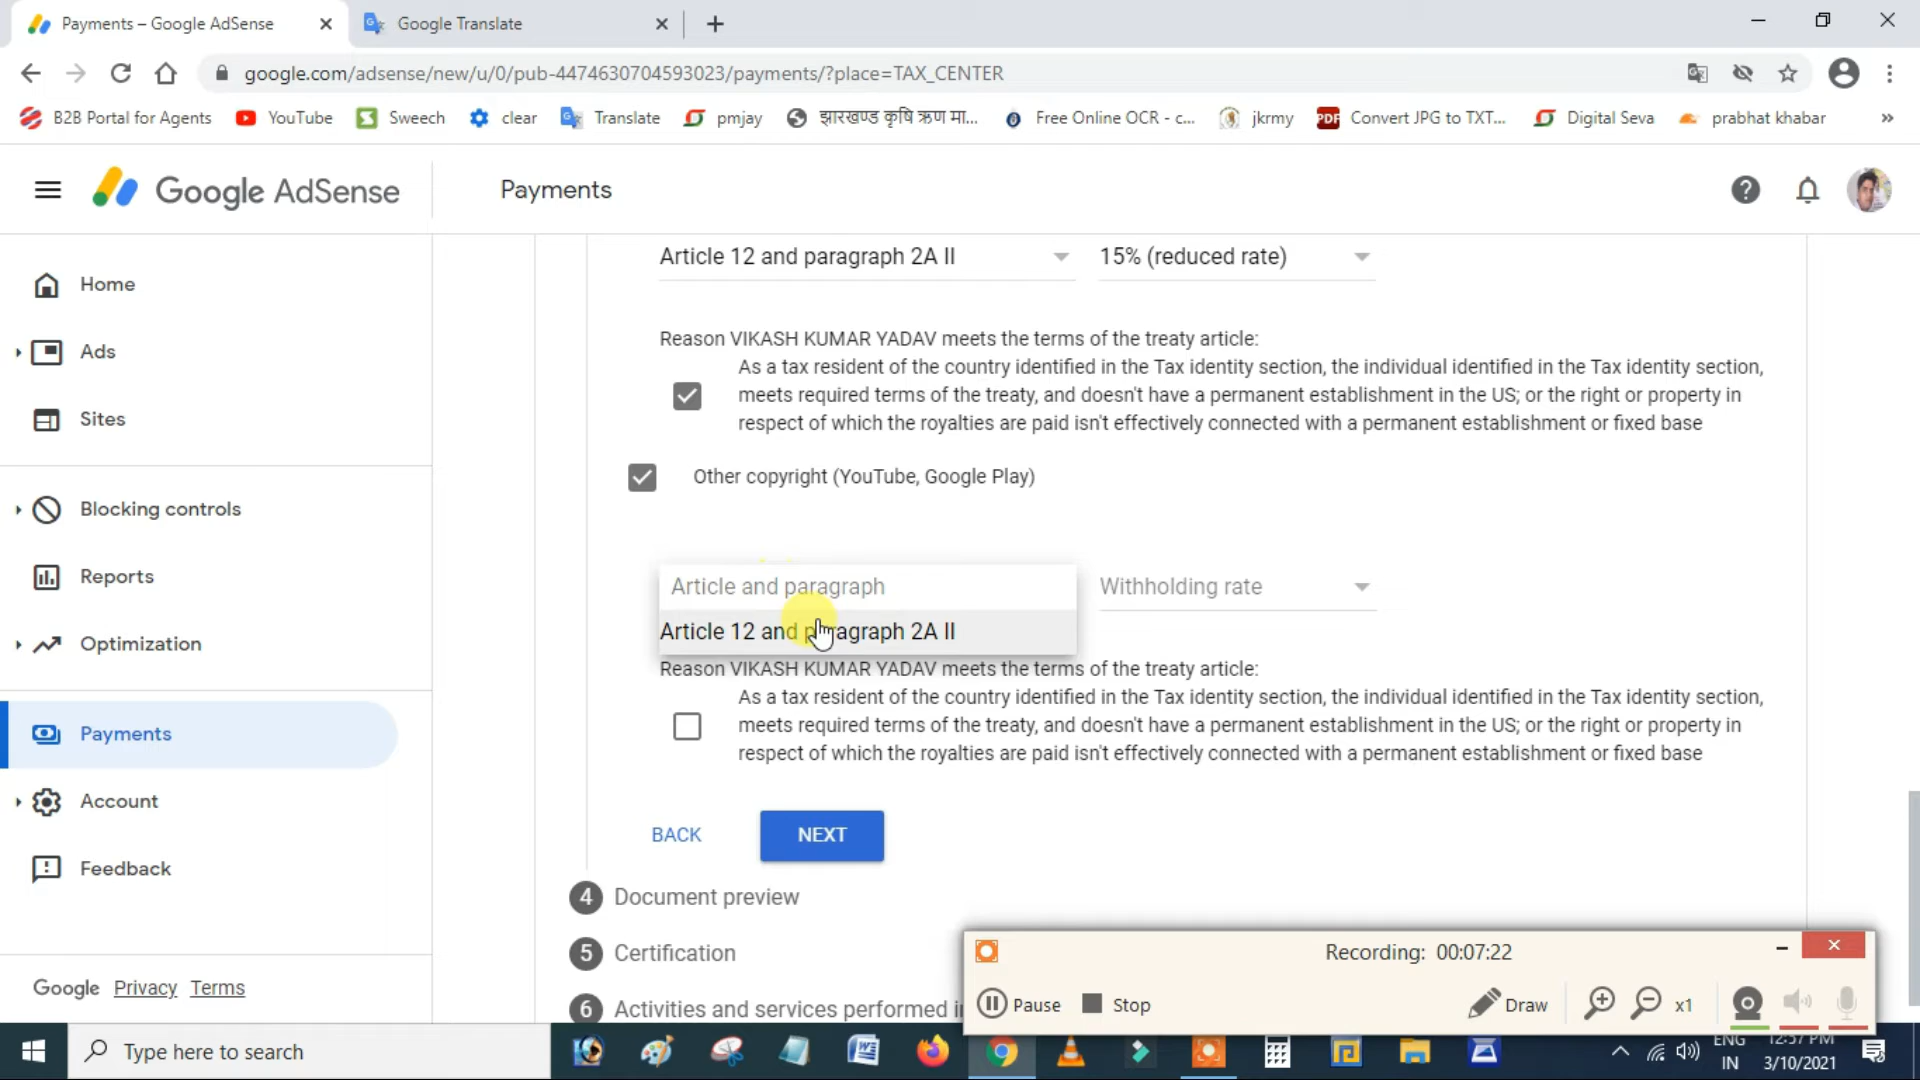 Payments – Google AdSense
Google Translate
google.com/adsense/new/u/0/pub-4474630704593023/payments/?place=TAX_CENTER
B2B Portal for Agents
YouTube
Sweech
clear
Translate
pmjay
झारखण्ड कृषि ऋण मा...
Free Online OCR - c...
jkrmy
PDF
Convert JPG to TXT...
Digital Seva
prabhat khabar
»
Google AdSense
Payments
Home
Ads
Sites
Blocking controls
Reports
Optimization
Payments
Account
Feedback
Google Privacy Terms
Article 12 and paragraph 2A II
15% (reduced rate)
Reason VIKASH KUMAR YADAV meets the terms of the treaty article:
As a tax resident of the country identified in the Tax identity section, the individual identified in the Tax identity section,
meets required terms of the treaty, and doesn't have a permanent establishment in the US; or the right or property in
respect of which the royalties are paid isn't effectively connected with a permanent establishment or fixed base
Other copyright (YouTube, Google Play)
Article and paragraph
Withholding rate
Article 12 and paragraph 2A II
Reason VIKASH KUMAR YADAV meets the terms of the treaty article:
As a tax resident of the country identified in the Tax identity section, the individual identified in the Tax identity section,
meets required terms of the treaty, and doesn't have a permanent establishment in the US; or the right or property in
respect of which the royalties are paid isn't effectively connected with a permanent establishment or fixed base
BACK
NEXT
4 Document preview
5 Certification
6 Activities and services performed i
Recording: 00:07:22
Pause
Stop
Draw
x1
Type here to search
ENG
IN
12:57 PM
3/10/2021